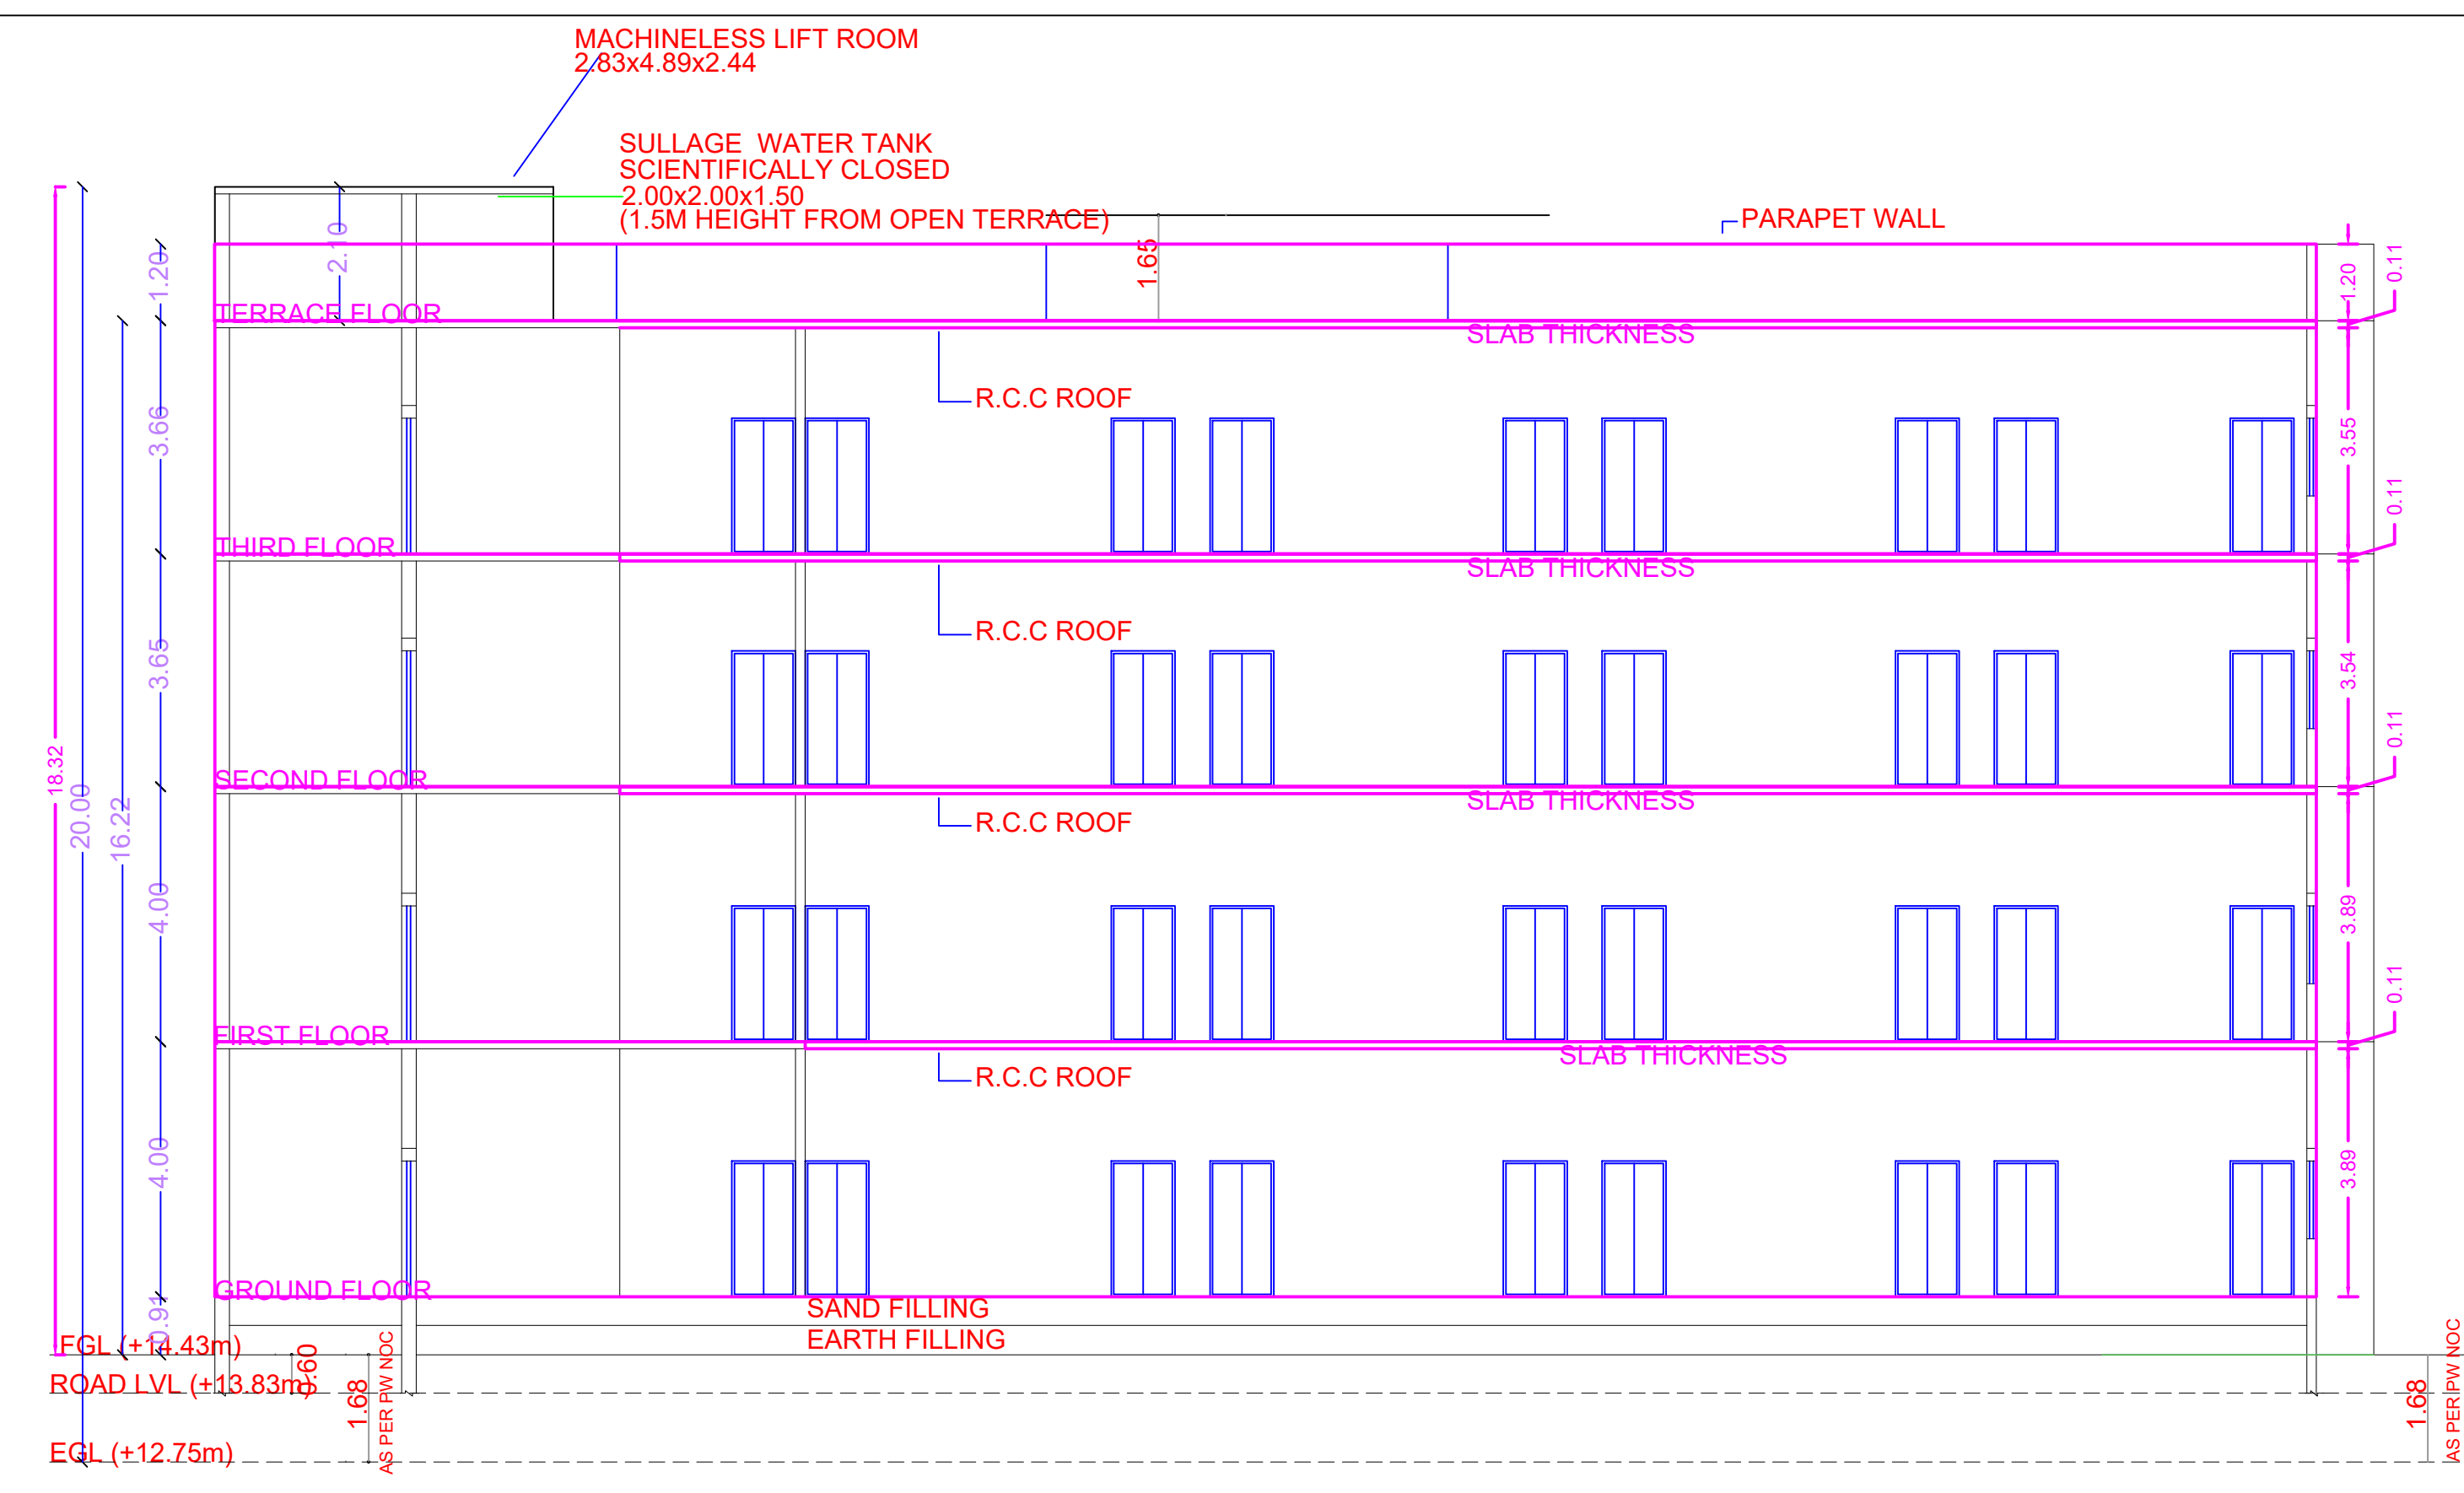 MACHINELESS LIFT ROOM
2.83x4.89x2.44
SULLAGE WATER TANK
SCIENTIFICALLY CLOSED
2.00x2.00x1.50
(1.5M HEIGHT FROM OPEN TERRACE)
PARAPET WALL
1.20
2.10
1.65
1.20
0.11
TERRACE FLOOR
SLAB THICKNESS
R.C.C ROOF
3.66
3.55
0.11
THIRD FLOOR
SLAB THICKNESS
R.C.C ROOF
3.65
3.54
0.11
18.32
20.00
16.22
SECOND FLOOR
SLAB THICKNESS
R.C.C ROOF
4.00
3.89
0.11
FIRST FLOOR
SLAB THICKNESS
R.C.C ROOF
4.00
3.89
GROUND FLOOR
SAND FILLING
EARTH FILLING
0.91
FGL (+14.43m)
0.60
ROAD LVL (+13.83m)
1.68
AS PER PW NOC
1.68
AS PER PW NOC
EGL (+12.75m)